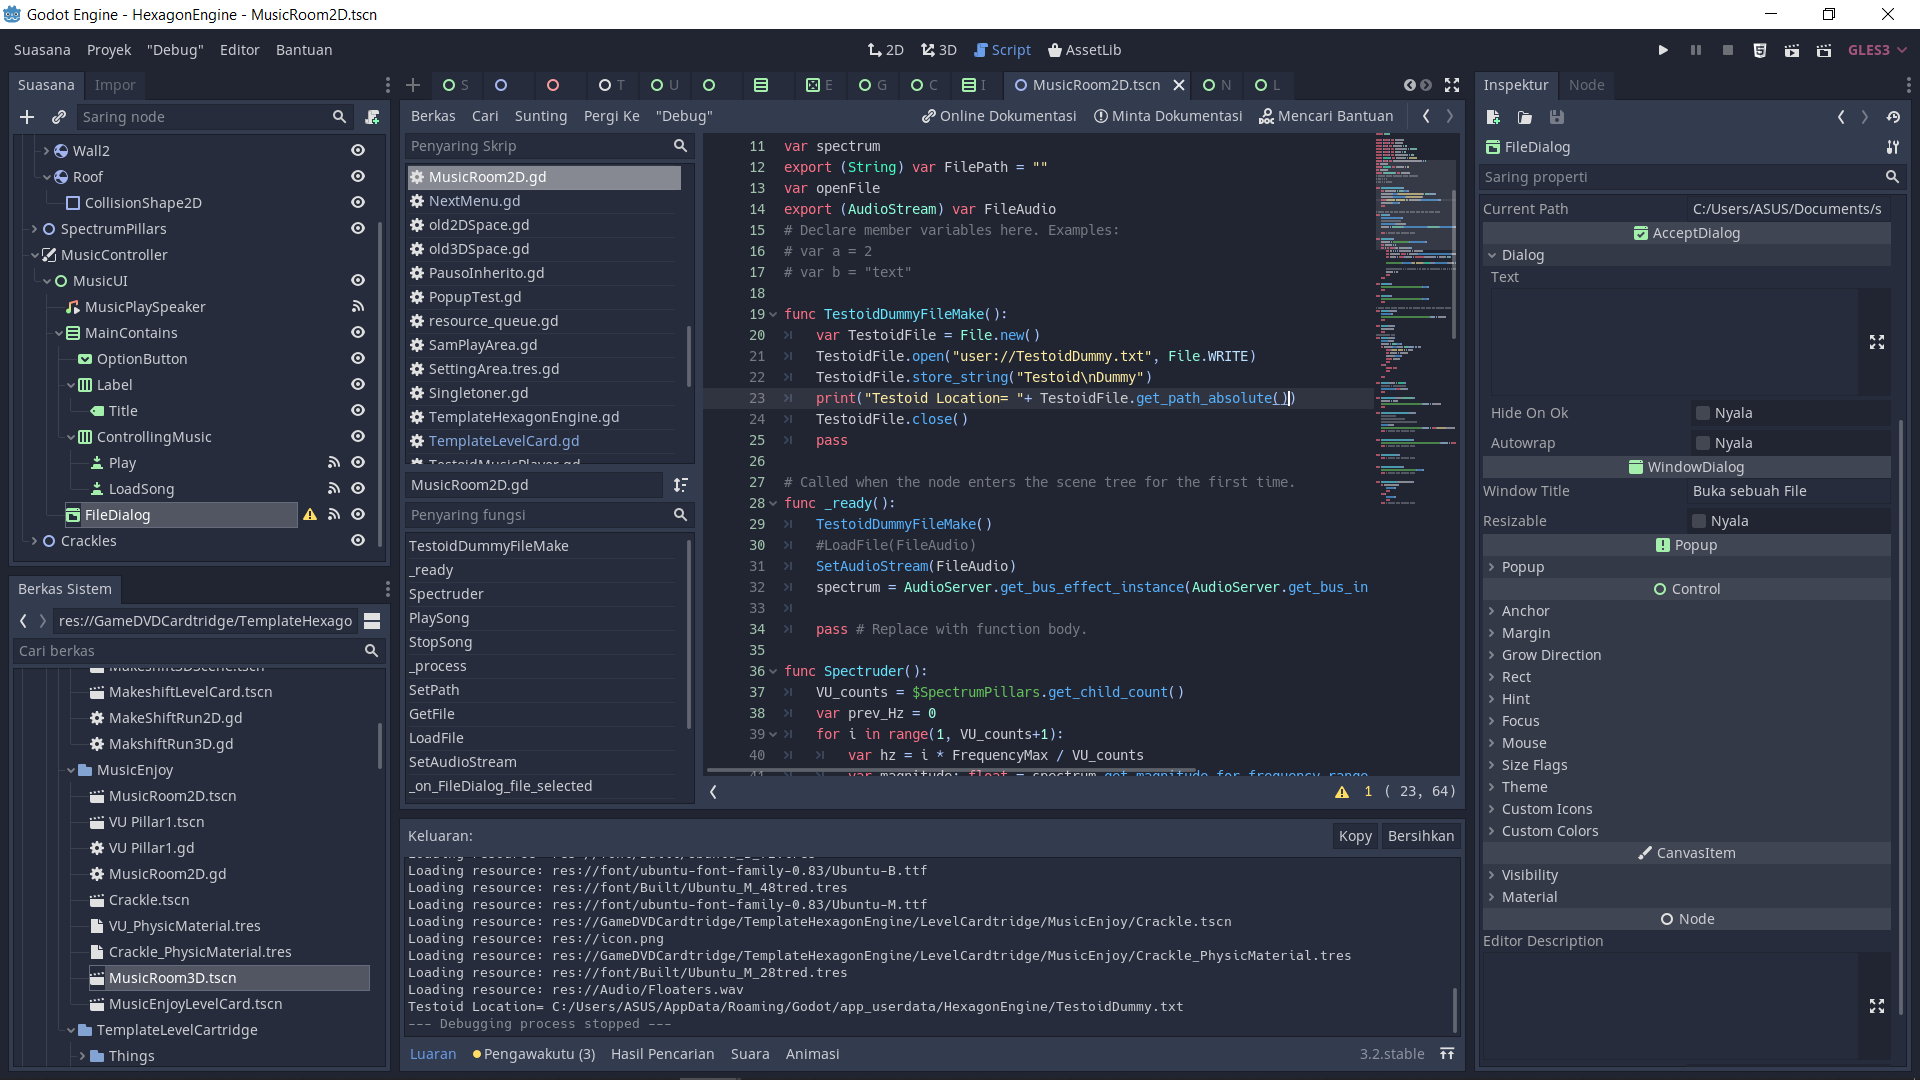 Godot Engine - HexagonEngine - MusicRoom2D.tscn
Suasana Proyek "Debug" Editor Bantuan
2D 3D Script AssetLib
GLES3
Suasana Impor
Saring node
Wall2
Roof
CollisionShape2D
SpectrumPillars
MusicController
MusicUI
MusicPlaySpeaker
MainContains
OptionButton
Label
Title
ControllingMusic
Play
LoadSong
FileDialog
Crackles
Berkas Sistem
res://GameDVDCardtridge/TemplateHexago
Cari berkas
Makeshift3DScene.tscn
MakeshiftLevelCard.tscn
MakeShiftRun2D.gd
MakshiftRun3D.gd
MusicEnjoy
MusicRoom2D.tscn
VU Pillar1.tscn
VU Pillar1.gd
MusicRoom2D.gd
Crackle.tscn
VU_PhysicMaterial.tres
Crackle_PhysicMaterial.tres
MusicRoom3D.tscn
MusicEnjoyLevelCard.tscn
TemplateLevelCartridge
Things
S T U E G C I MusicRoom2D.tscn N L
Berkas Cari Sunting Pergi Ke "Debug" Online Dokumentasi Minta Dokumentasi Mencari Bantuan
Penyaring Skrip
MusicRoom2D.gd
NextMenu.gd
old2DSpace.gd
old3DSpace.gd
PausoInherito.gd
PopupTest.gd
resource_queue.gd
SamPlayArea.gd
SettingArea.tres.gd
Singletoner.gd
TemplateHexagonEngine.gd
TemplateLevelCard.gd
TestoidMusicPlayer.gd
MusicRoom2D.gd
Penyaring fungsi
TestoidDummyFileMake
_ready
Spectruder
PlaySong
StopSong
_process
SetPath
GetFile
LoadFile
SetAudioStream
_on_FileDialog_file_selected
11 var spectrum
12 export (String) var FilePath = ""
13 var openFile
14 export (AudioStream) var FileAudio
15 # Declare member variables here. Examples:
16 # var a = 2
17 # var b = "text"
18
19 func TestoidDummyFileMake():
20 var TestoidFile = File.new()
21 TestoidFile.open("user://TestoidDummy.txt", File.WRITE)
22 TestoidFile.store_string("Testoid\nDummy")
23 print("Testoid Location= "+ TestoidFile.get_path_absolute())
24 TestoidFile.close()
25 pass
26
27 # Called when the node enters the scene tree for the first time.
28 func _ready():
29 TestoidDummyFileMake()
30 #LoadFile(FileAudio)
31 SetAudioStream(FileAudio)
32 spectrum = AudioServer.get_bus_effect_instance(AudioServer.get_bus_in
33
34 pass # Replace with function body.
35
36 func Spectruder():
37 VU_counts = $SpectrumPillars.get_child_count()
38 var prev_Hz = 0
39 for i in range(1, VU_counts+1):
40 var hz = i * FrequencyMax / VU_counts
41 var magnitude: float = spectrum.get_magnitude_for_frequency_range
1 ( 23, 64)
Keluaran:
Kopy Bersihkan
Loading resource: res://font/ubuntu-font-family-0.83/Ubuntu-B.ttf
Loading resource: res://font/Built/Ubuntu_M_48tred.tres
Loading resource: res://font/ubuntu-font-family-0.83/Ubuntu-M.ttf
Loading resource: res://GameDVDCardtridge/TemplateHexagonEngine/LevelCardtridge/MusicEnjoy/Crackle.tscn
Loading resource: res://icon.png
Loading resource: res://GameDVDCardtridge/TemplateHexagonEngine/LevelCardtridge/MusicEnjoy/Crackle_PhysicMaterial.tres
Loading resource: res://font/Built/Ubuntu_M_28tred.tres
Loading resource: res://Audio/Floaters.wav
Testoid Location= C:/Users/ASUS/AppData/Roaming/Godot/app_userdata/HexagonEngine/TestoidDummy.txt
--- Debugging process stopped ---
Luaran Pengawakutu (3) Hasil Pencarian Suara Animasi 3.2.stable
Inspektur Node
FileDialog
Saring properti
Current Path C:/Users/ASUS/Documents/s
AcceptDialog
Dialog
Text
Hide On Ok Nyala
Autowrap Nyala
WindowDialog
Window Title Buka sebuah File
Resizable Nyala
Popup
Popup
Control
Anchor
Margin
Grow Direction
Rect
Hint
Focus
Mouse
Size Flags
Theme
Custom Icons
Custom Colors
CanvasItem
Visibility
Material
Node
Editor Description